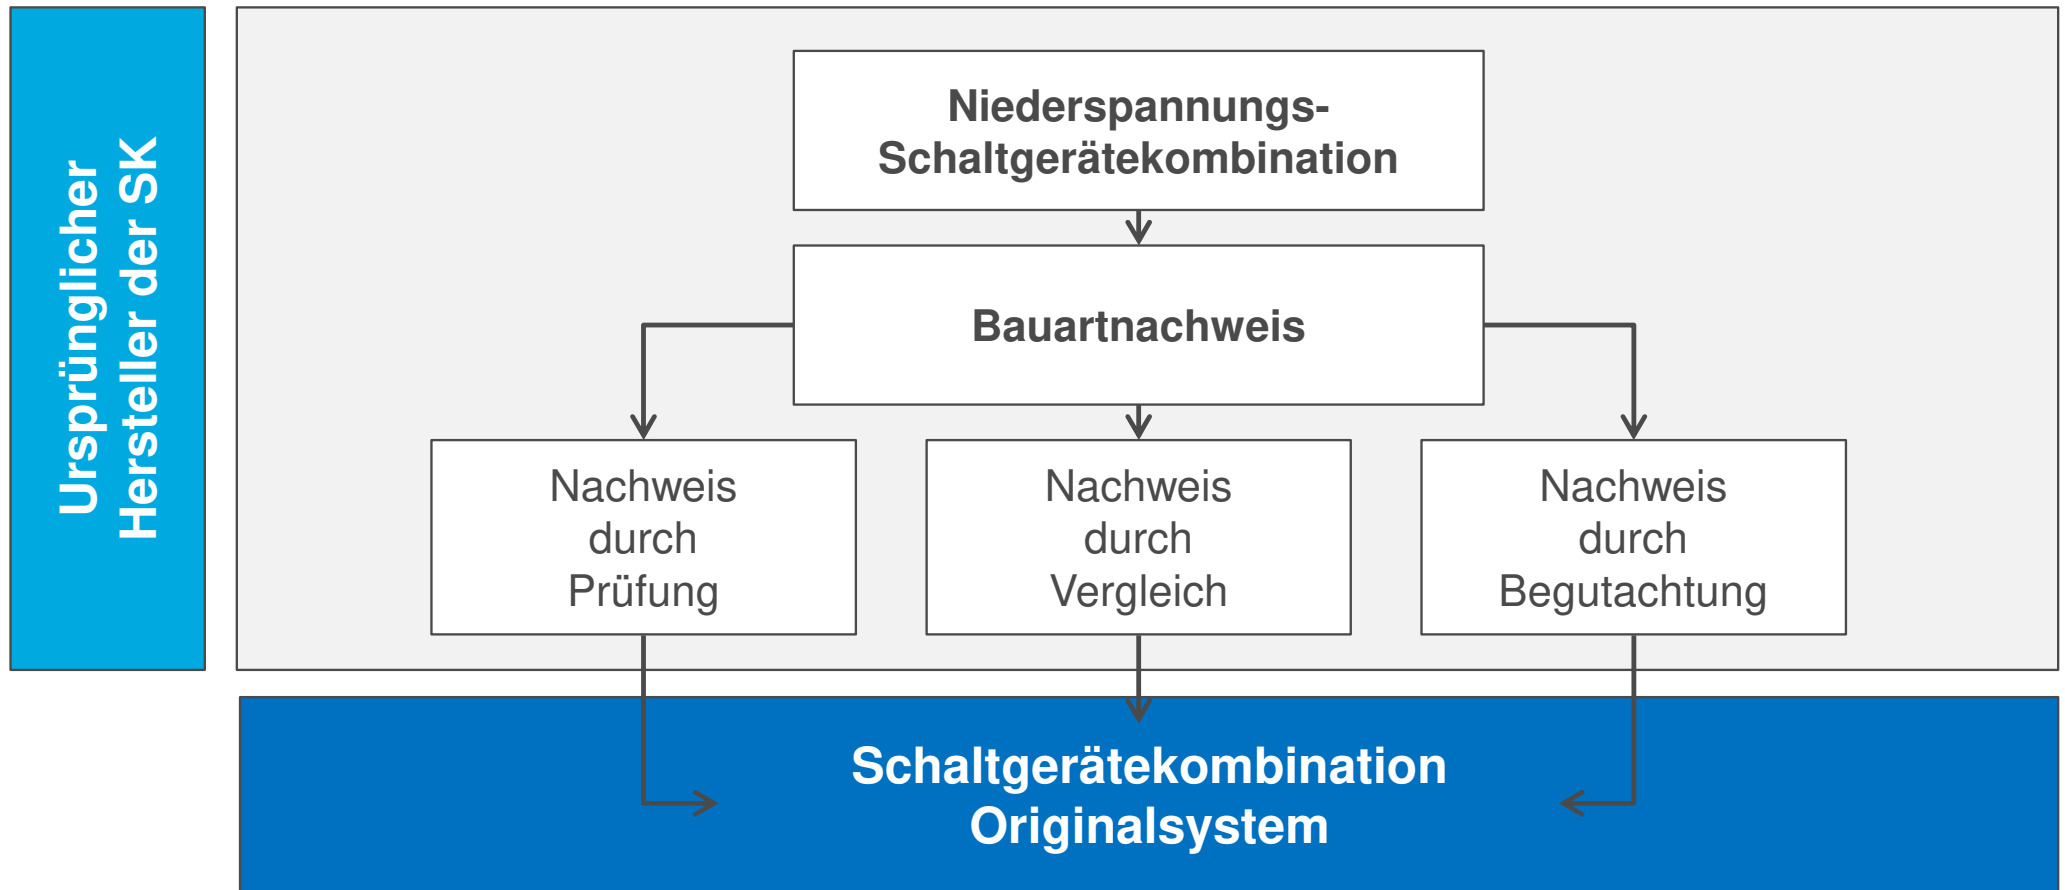 Ursprünglicher
Hersteller der SK
Niederspannungs-
Schaltgerätekombination
Bauartnachweis
Nachweis
durch
Prüfung
Nachweis
durch
Vergleich
Nachweis
durch
Begutachtung
Schaltgerätekombination
Originalsystem